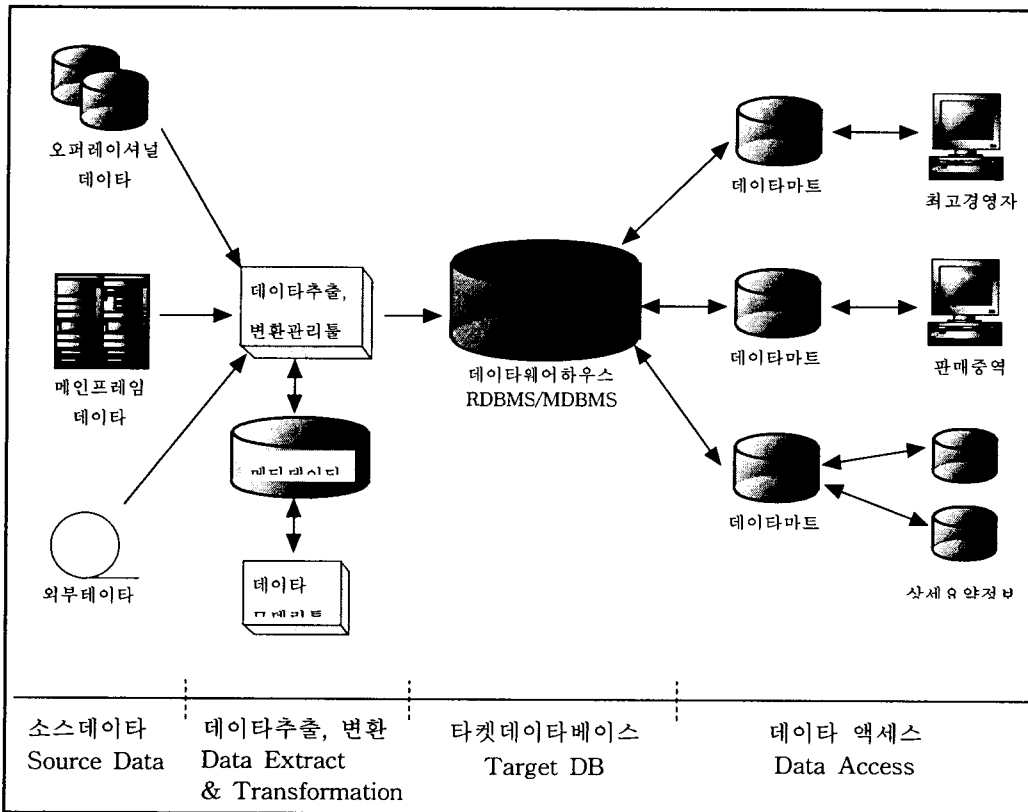 오퍼레이셔널
데이타
메인프레임
데이타
외부데이타
데이타추출,
변환관리툴
데이타
데이타웨어하우스
RDBMS/MDBMS
데이타마트
최고경영자
데이타마트
판매중역
데이타마트
소스데이타
Source Data
데이타추출, 변환
Data Extract
& Transformation
타켓데이타베이스
Target DB
데이타 액세스
Data Access